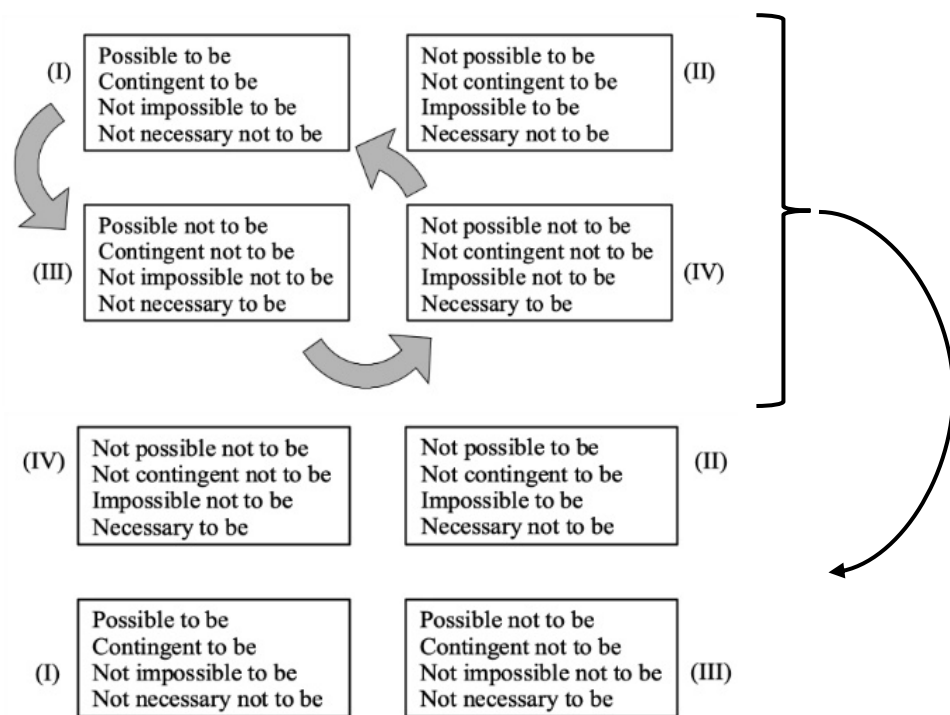 (I)
Possible to be
Contingent to be
Not impossible to be
Not necessary not to be
Not possible to be
Not contingent to be
Impossible to be
Necessary not to be
(II)
(III)
Possible not to be
Contingent not to be
Not impossible not to be
Not necessary to be
Not possible not to be
Not contingent not to be
Impossible not to be
Necessary to be
(IV)
(IV)
Not possible not to be
Not contingent not to be
Impossible not to be
Necessary to be
Not possible to be
Not contingent to be
Impossible to be
Necessary not to be
(II)
(I)
Possible to be
Contingent to be
Not impossible to be
Not necessary not to be
Possible not to be
Contingent not to be
Not impossible not to be
Not necessary to be
(III)